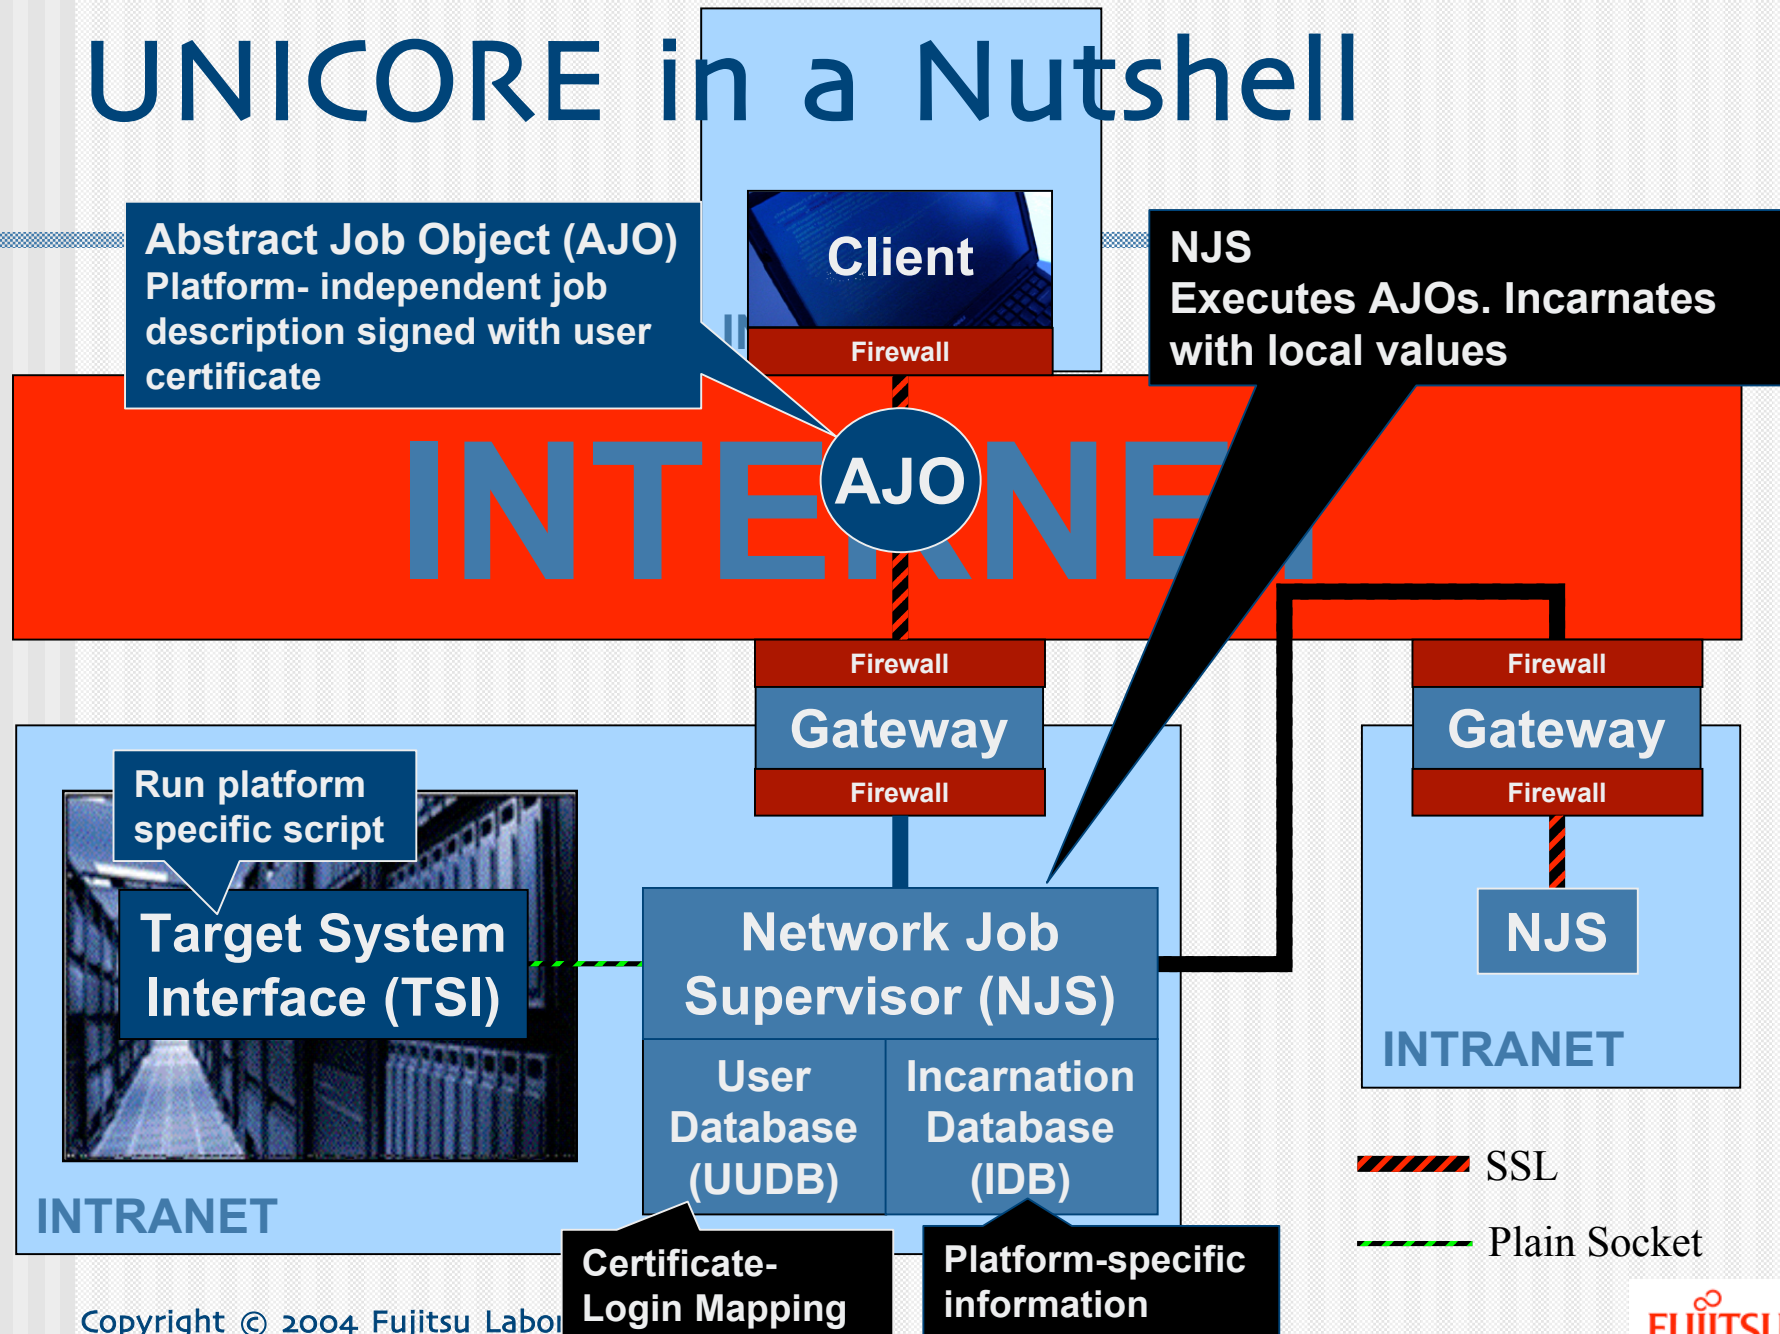 UNICORE in a Nutshell
Abstract Job Object (AJO)
Platform- independent job
description signed with user
certificate
Client
Firewall
NJS
Executes AJOs. Incarnates
with local values
INTERNET
AJO
Firewall
Gateway
Firewall
Firewall
Gateway
Firewall
Run platform
specific script
Target System
Interface (TSI)
Network Job
Supervisor (NJS)
NJS
User
Database
(UUDB)
Incarnation
Database
(IDB)
INTRANET
INTRANET
SSL
Plain Socket
Certificate-
Login Mapping
Platform-specific
information
Copyright © 2004 Fujitsu
FUJITSU